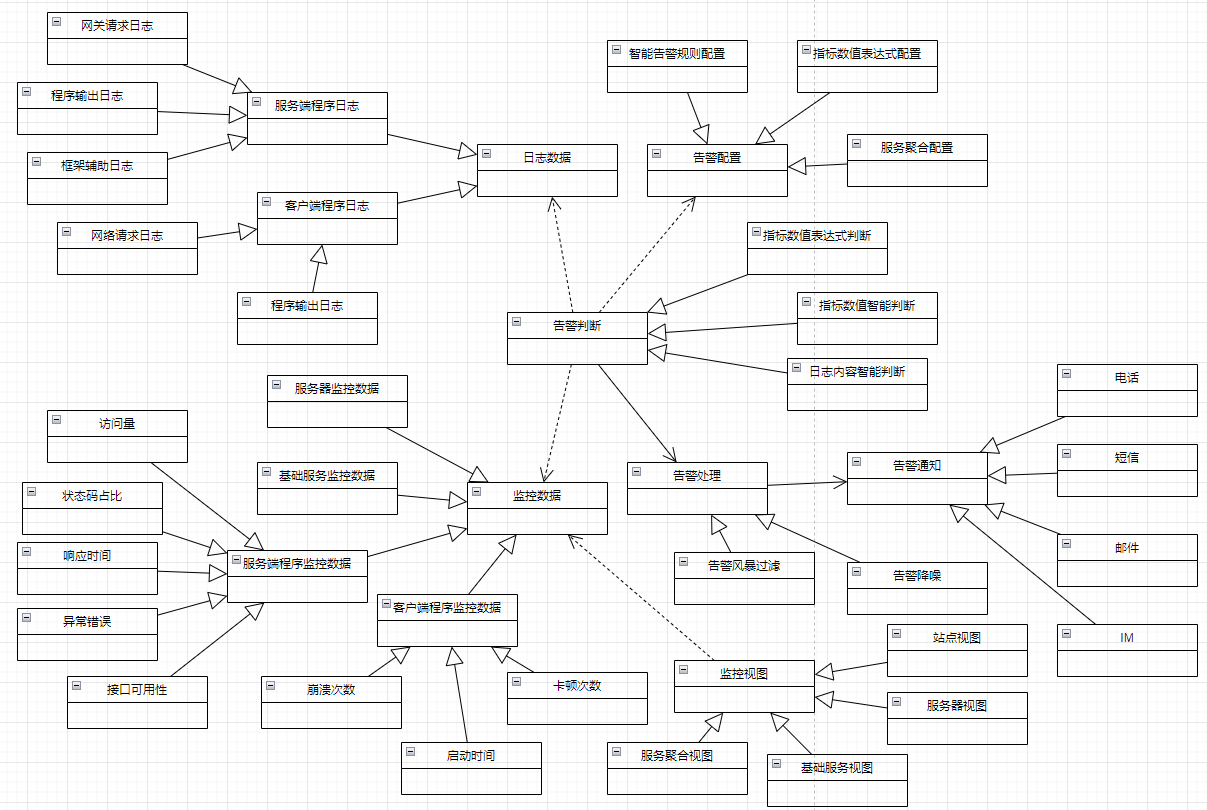 网关请求日志
智能告警规则配置
指标数值表达式配置
程序输出日志
服务端程序日志
服务聚合配置
框架辅助日志
日志数据
告警配置
客户端程序日志
网络请求日志
指标数值表达式判断
程序输出日志
指标数值智能判断
告警判断
日志内容智能判断
电话
服务器监控数据
访问量
短信
告警通知
基础服务监控数据
告警处理
状态码占比
监控数据
响应时间
服务端程序监控数据
邮件
告警风暴过滤
告警降噪
客户端程序监控数据
异常错误
站点视图
IM
监控视图
接口可用性
崩溃次数
卡顿次数
服务器视图
启动时间
服务聚合视图
基础服务视图